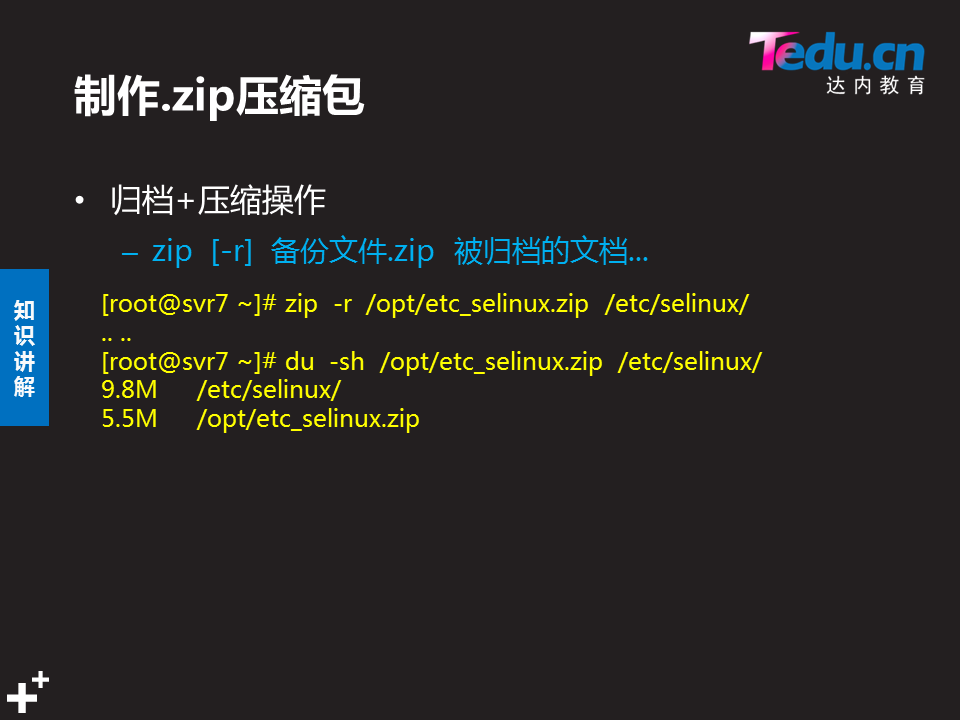 Tedu.cn
达内教育
制作.zip压缩包
• 归档+压缩操作
– zip [-r] 备份文件.zip 被归档的文档...
知识讲解
[root@svr7 ~]# zip -r /opt/etc_selinux.zip /etc/selinux/
.. ..
[root@svr7 ~]# du -sh /opt/etc_selinux.zip /etc/selinux/
9.8M /etc/selinux/
5.5M /opt/etc_selinux.zip